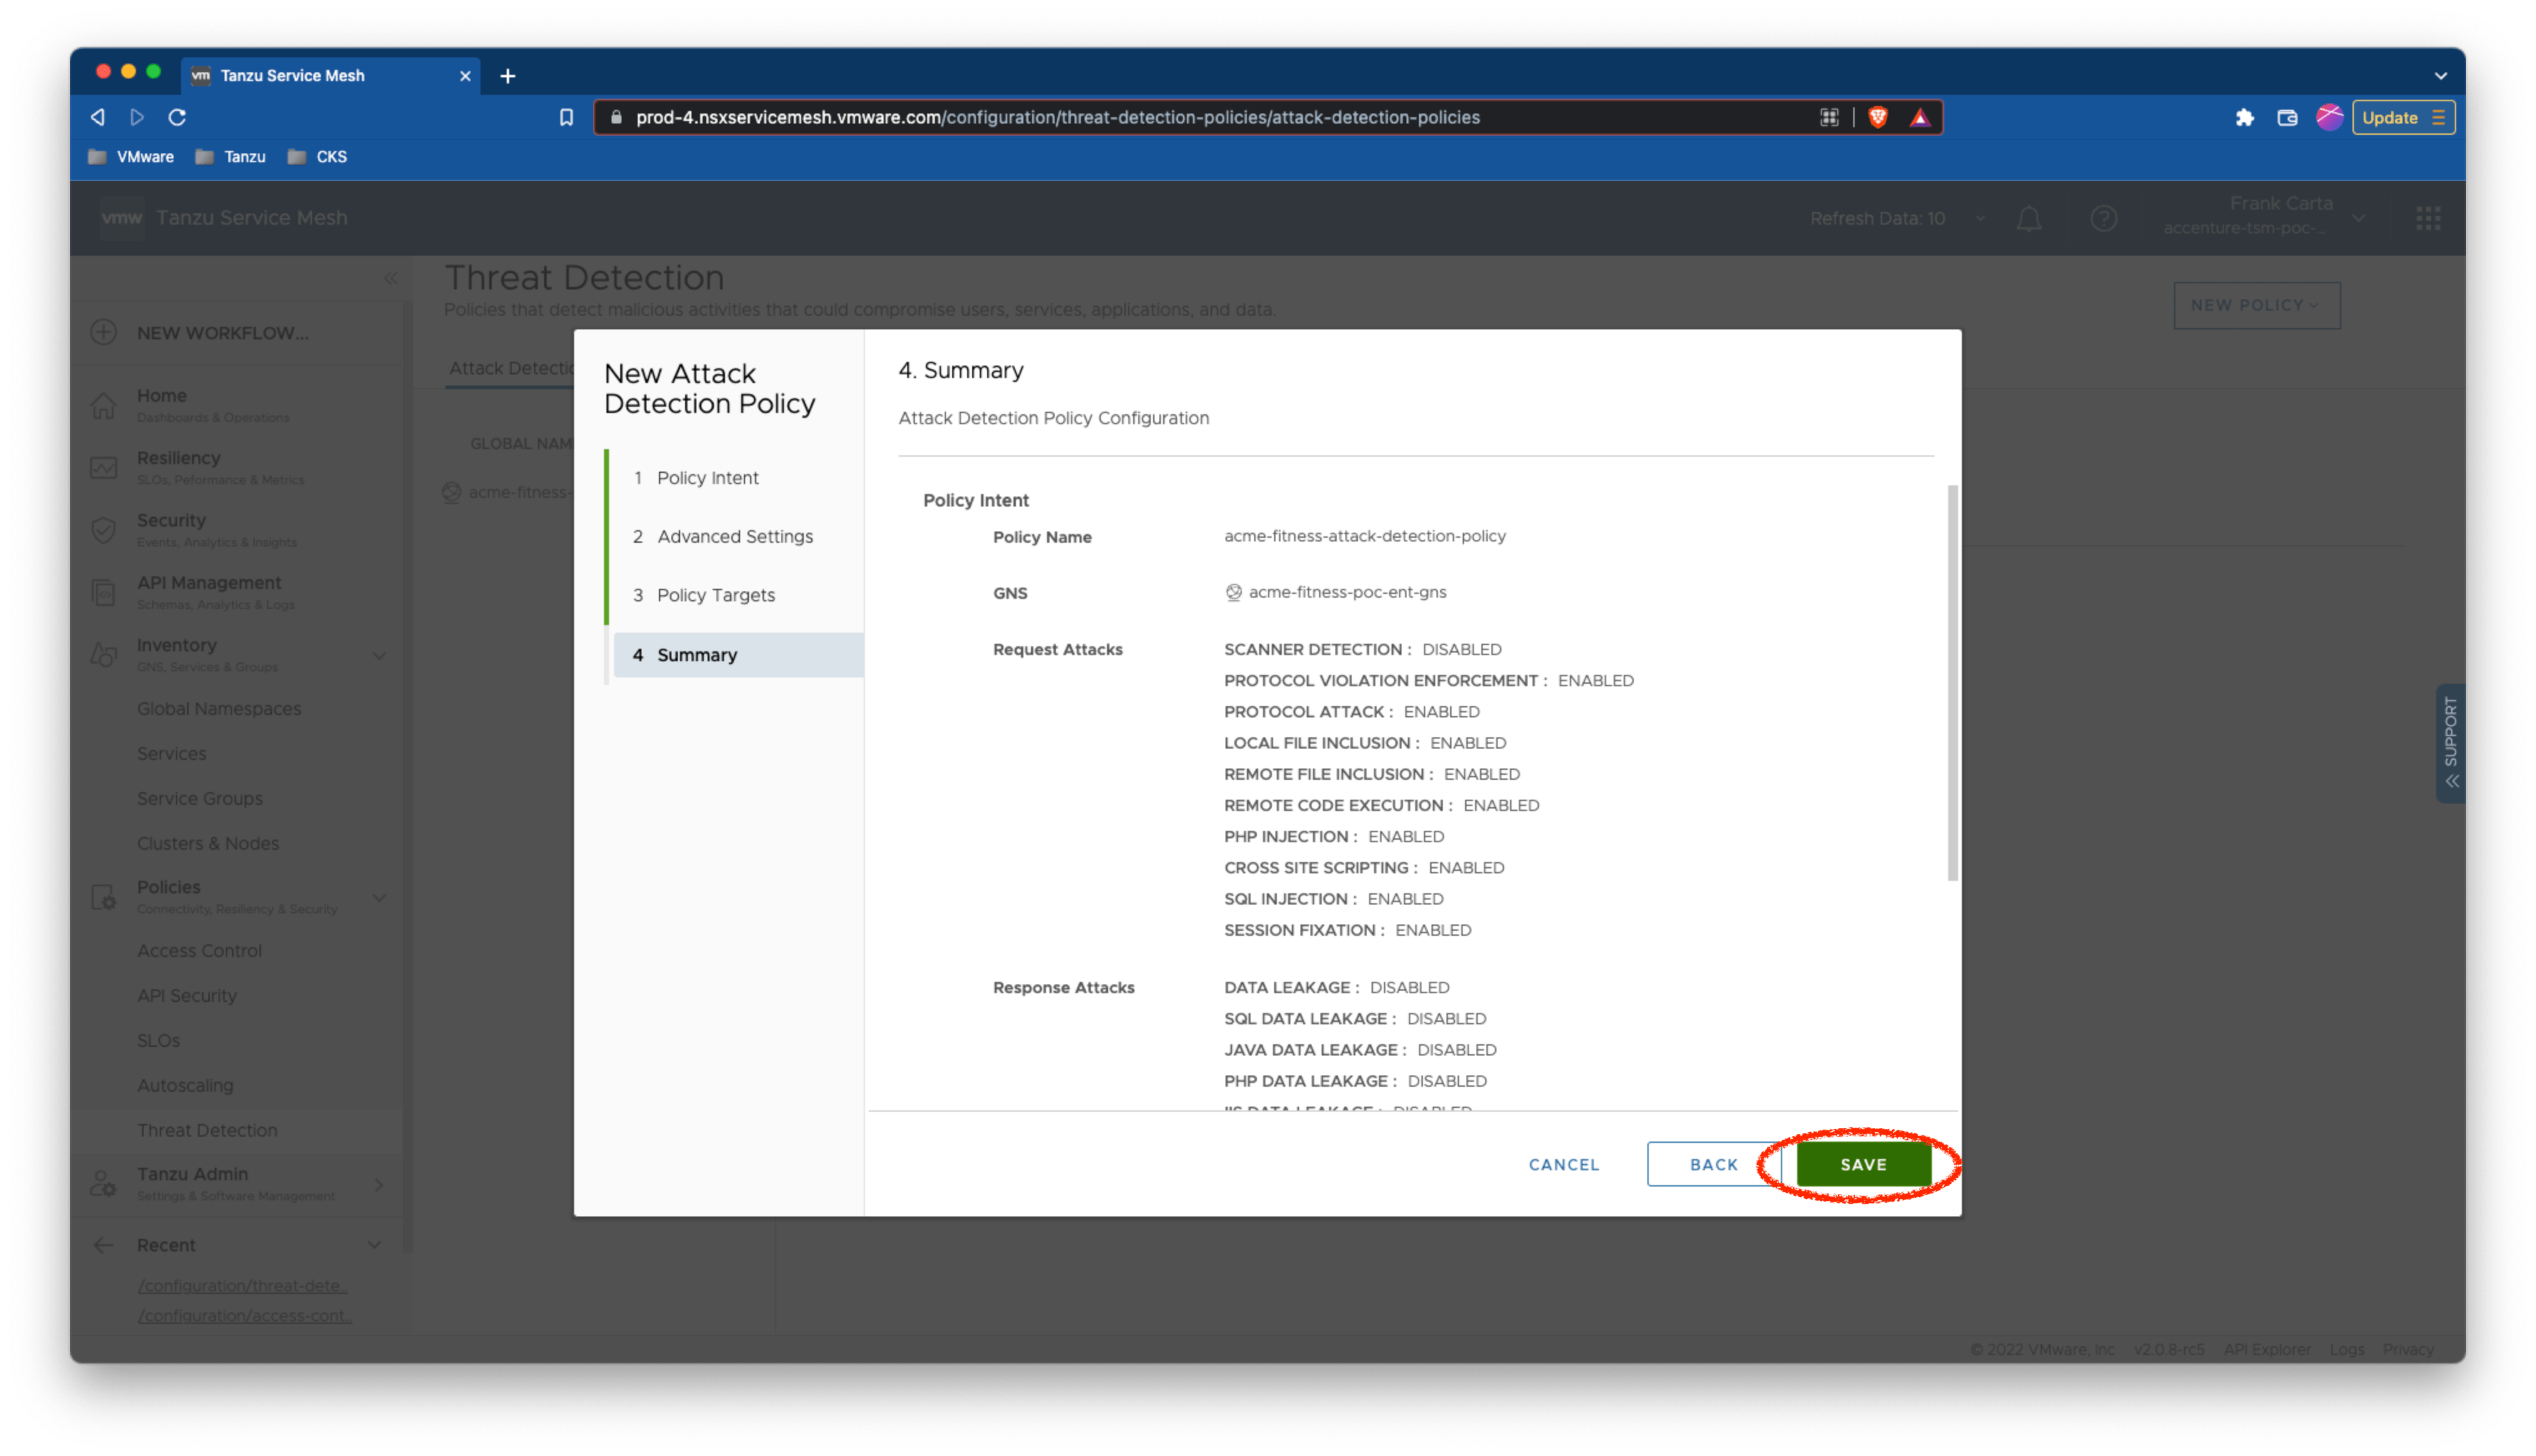 vm Tanzu Service Mesh
prod-4.nsxservicemesh.vmware.com/configuration/threat-detection-policies/attack-detection-policies
Update
VMware Tanzu CKS
vmw Tanzu Service Mesh
Refresh Data: 10
Frank Carta
accenture-tsm-poc-...
Threat Detection
Policies that detect malicious activities that could compromise users, services, applications, and data.
NEW POLICY
NEW WORKFLOW...
Home
Dashboards & Operations
Resiliency
SLOs, Peformance & Metrics
Security
Events, Analytics & Insights
API Management
Schemas, Analytics & Logs
Inventory
GNS, Services & Groups
Global Namespaces
Services
Service Groups
Clusters & Nodes
Policies
Connectivity, Resiliency & Security
Access Control
API Security
SLOs
Autoscaling
Threat Detection
Tanzu Admin
Settings & Software Management
Recent
/configuration/threat-dete..
/configuration/access-cont..
Attack Detectio
GLOBAL NAM
acme-fitness-
New Attack
Detection Policy
1 Policy Intent
2 Advanced Settings
3 Policy Targets
4 Summary
4. Summary
Attack Detection Policy Configuration
Policy Intent
Policy Name acme-fitness-attack-detection-policy
GNS acme-fitness-poc-ent-gns
Request Attacks SCANNER DETECTION : DISABLED
PROTOCOL VIOLATION ENFORCEMENT : ENABLED
PROTOCOL ATTACK : ENABLED
LOCAL FILE INCLUSION : ENABLED
REMOTE FILE INCLUSION : ENABLED
REMOTE CODE EXECUTION : ENABLED
PHP INJECTION : ENABLED
CROSS SITE SCRIPTING : ENABLED
SQL INJECTION : ENABLED
SESSION FIXATION : ENABLED
Response Attacks DATA LEAKAGE : DISABLED
SQL DATA LEAKAGE : DISABLED
JAVA DATA LEAKAGE : DISABLED
PHP DATA LEAKAGE : DISABLED
IIS DATA LEAKAGE : DISABLED
CANCEL BACK SAVE
SUPPORT
© 2022 VMware, Inc v2.0.8-rc5 API Explorer Logs Privacy